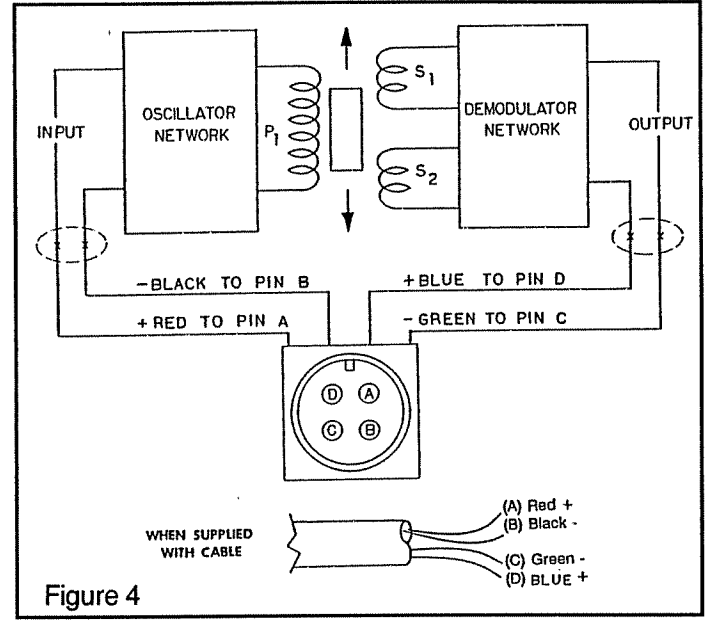 OSCILLATOR
NETWORK
DEMODULATOR
NETWORK
INPUT
P1
S1
S2
OUTPUT
-BLACK TO PIN B
+BLUE TO PIN D
+RED TO PIN A
-GREEN TO PIN C
D
A
C
B
WHEN SUPPLIED
WITH CABLE
(A) Red +
(B) Black -
(C) Green -
(D) BLUE +
Figure 4